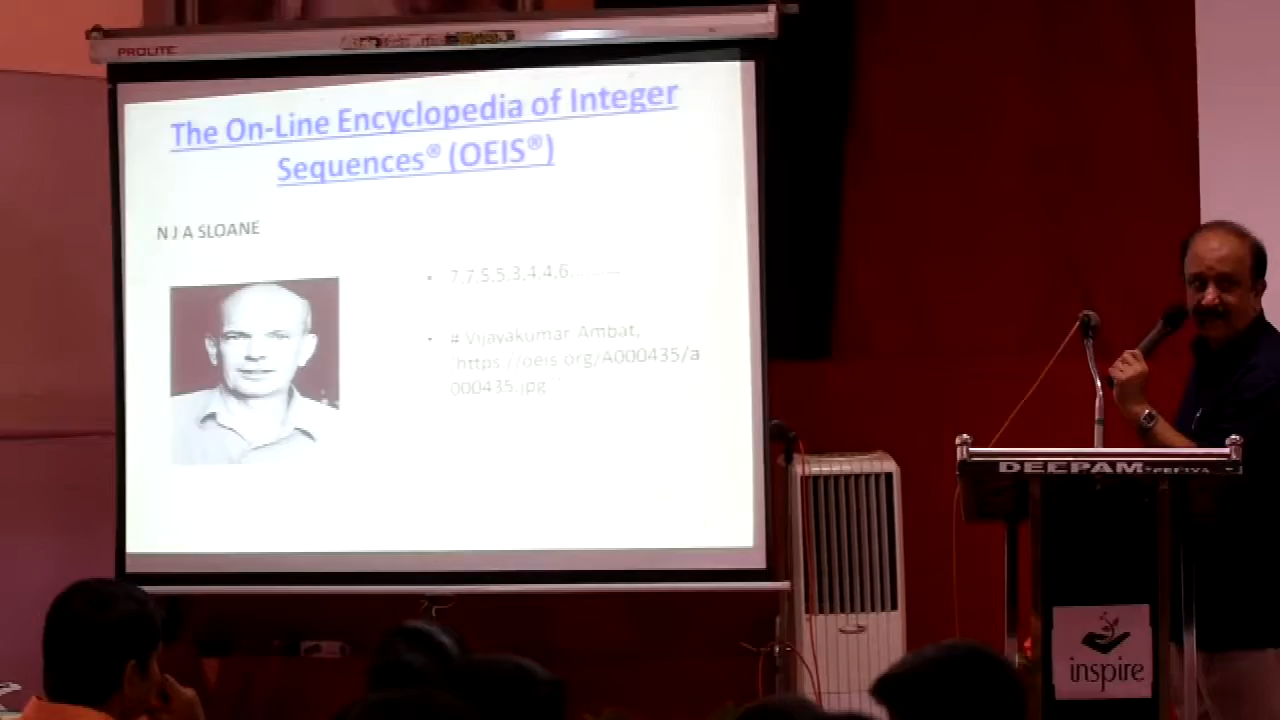 PROLITE
The On-Line Encyclopedia of Integer
Sequences® (OEIS®)
N J A SLOANE
• 7,7,5,5,3,4,4,6.........
• # Vijayakumar Ambat,
https://oeis.org/A000435/a
000435.jpg
DEEPAM
inspire